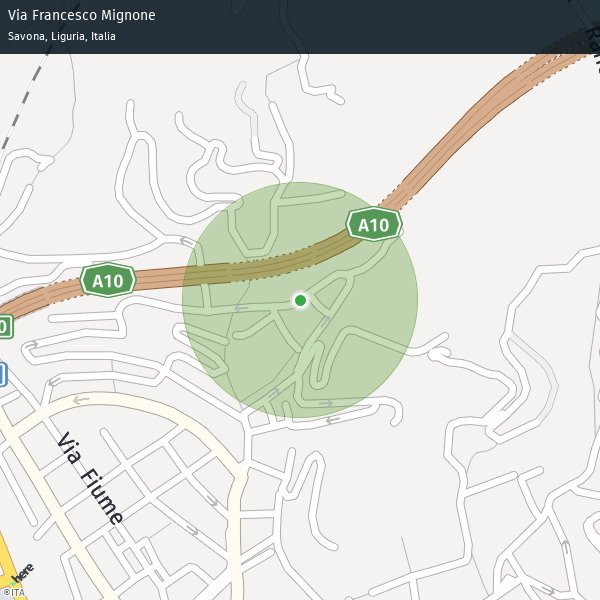 Via Francesco Mignone
Savona, Liguria, Italia
A10
A10
Via Fiume
here
©ITA